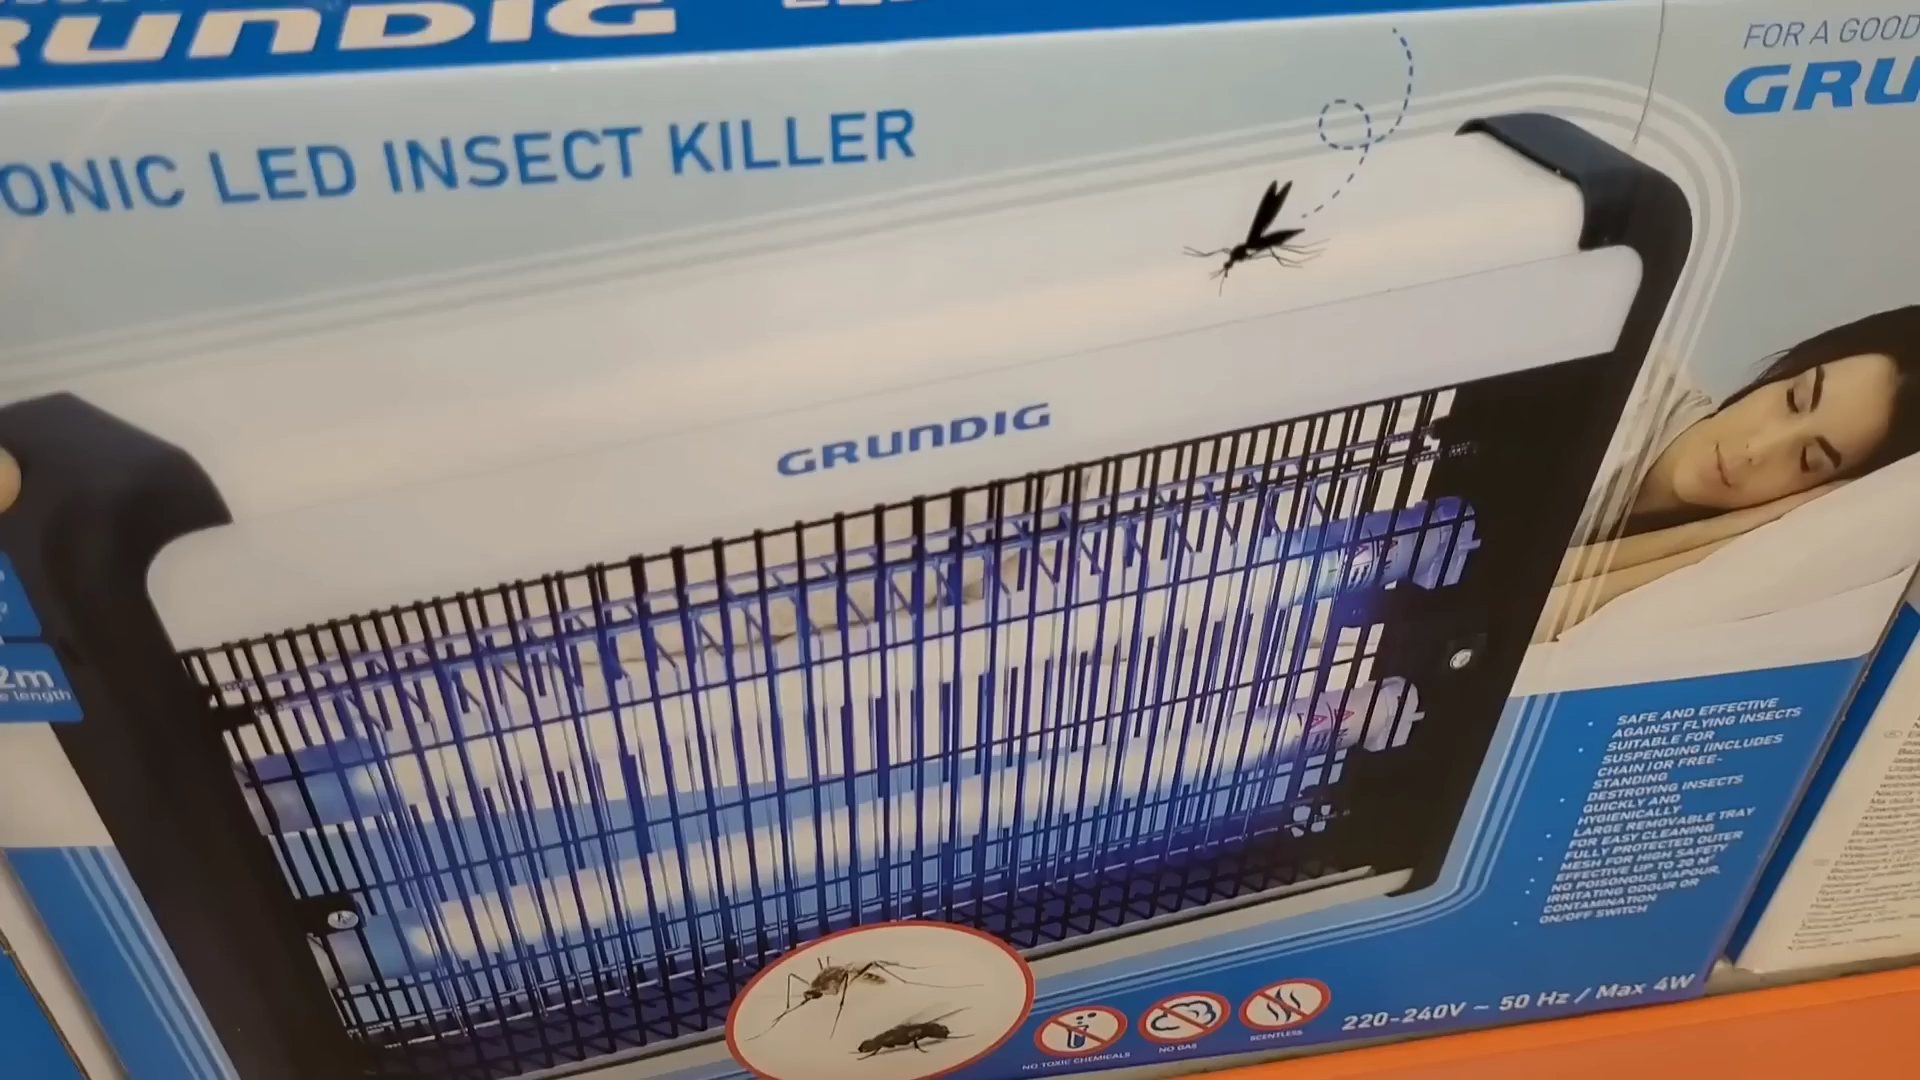 GRUNDIG
ONIC LED INSECT KILLER
FOR A GOOD
GRU
GRUNDIG
2m
length
SAFE AND EFFECTIVE
AGAINST FLYING INSECTS
SUITABLE FOR
SUSPENDING (INCLUDES
CHAIN) OR FREE-
STANDING
DESTROYING INSECTS
QUICKLY AND
HYGIENICALLY
LARGE REMOVABLE TRAY
FOR EASY CLEANING
FULLY PROTECTED OUTER
MESH FOR HIGH SAFETY
EFFECTIVE UP TO 20 M²
NO POISONOUS VAPOUR,
IRRITATING ODOUR OR
CONTAMINATION
ON/OFF SWITCH
NO TOXIC CHEMICALS
NO GAS
SCENTLESS
220-240V ~ 50 Hz / Max 4W